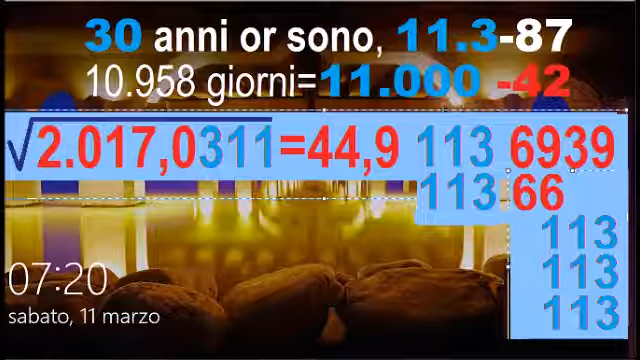 30 anni or sono, 11.3-87
10.958 giorni=11.000 -42
√2.017,0311=44,9 113 6939
113 66
113
113
113
07:20
sabato, 11 marzo